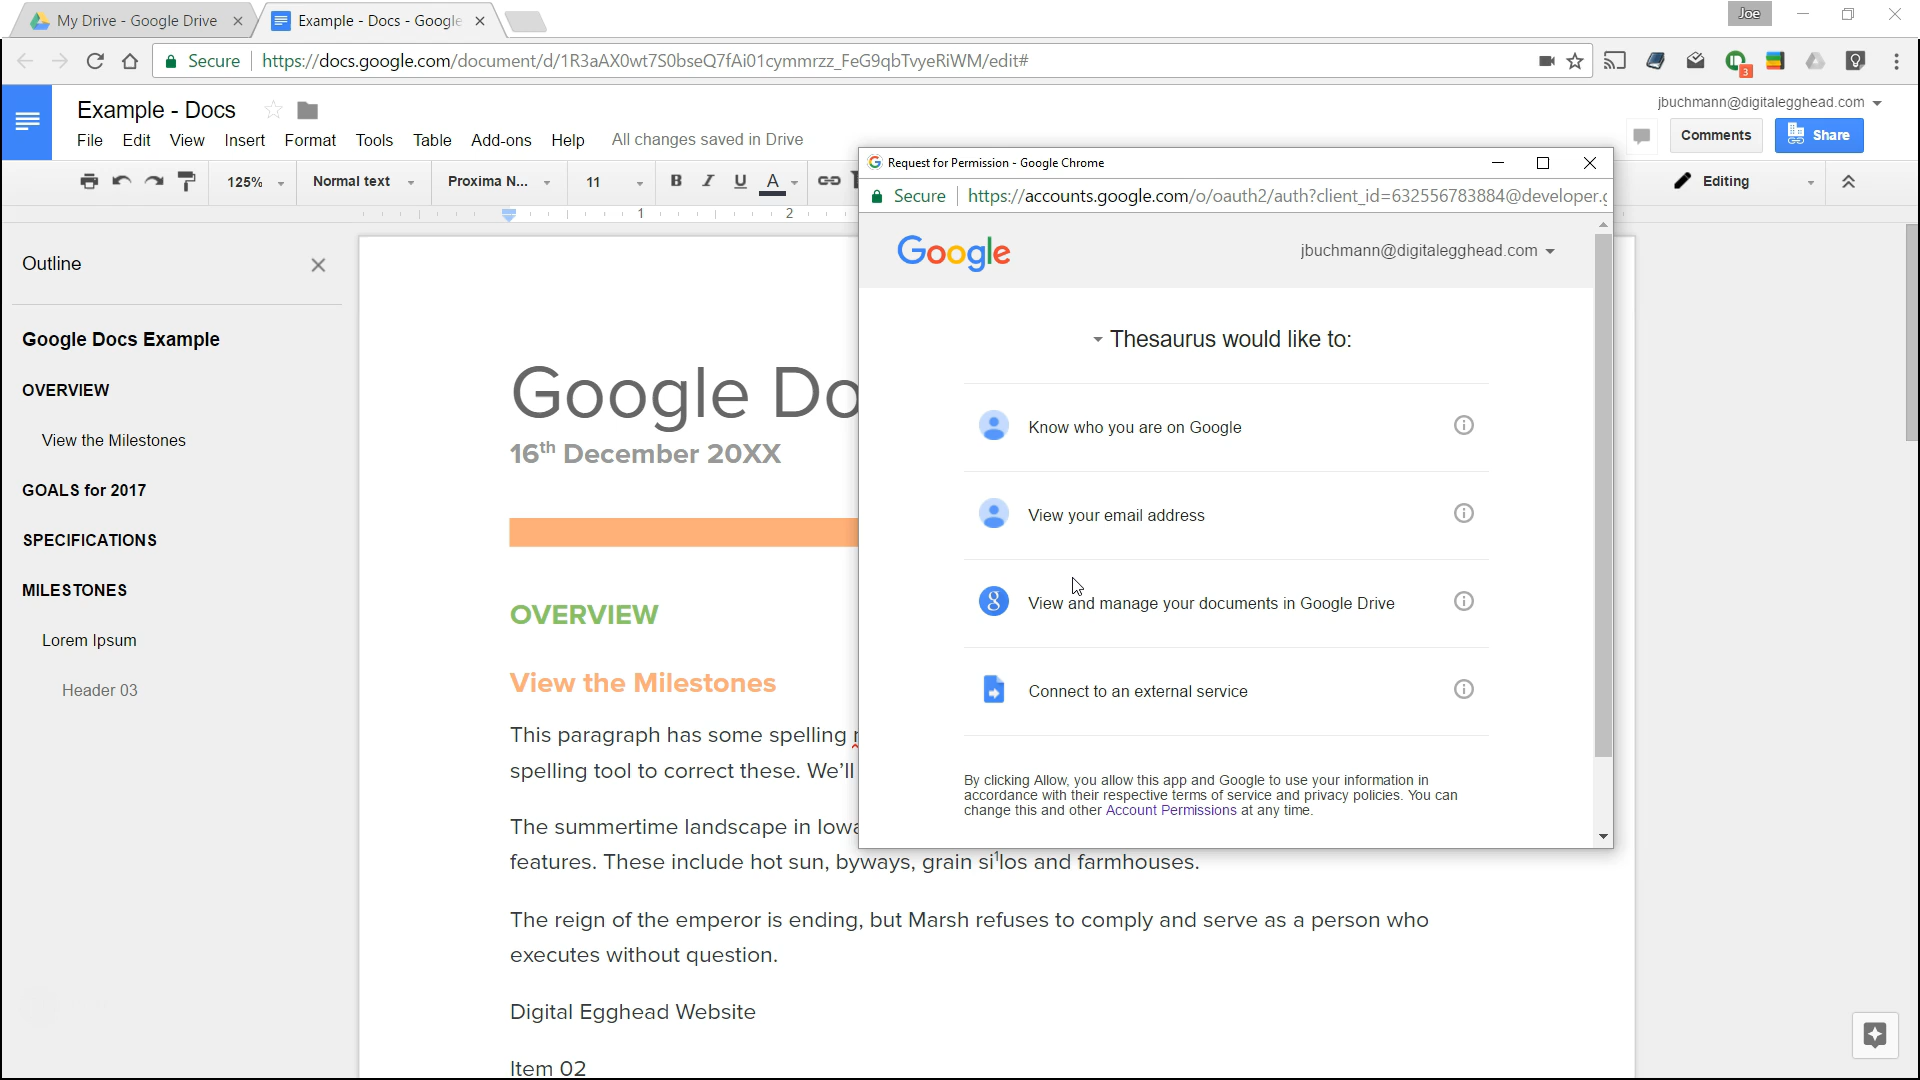 My Drive - Google Drive
Example - Docs - Google
Joe
Secure https://docs.google.com/document/d/1R3aAX0wt7S0bseQ7fAi01cymmrzz_FeG9qbTvyeRiWM/edit#
3
Example - Docs
jbuchmann@digitalegghead.com
File Edit View Insert Format Tools Table Add-ons Help All changes saved in Drive
Comments Share
125% Normal text Proxima N... 11 B I U A
Editing
1 2
Request for Permission - Google Chrome
Secure https://accounts.google.com/o/oauth2/auth?client_id=632556783884@developer.g
Google jbuchmann@digitalegghead.com
Thesaurus would like to:
Know who you are on Google
View your email address
View and manage your documents in Google Drive
Connect to an external service
By clicking Allow, you allow this app and Google to use your information in
accordance with their respective terms of service and privacy policies. You can
change this and other Account Permissions at any time.
Outline
Google Docs Example
OVERVIEW
View the Milestones
GOALS for 2017
SPECIFICATIONS
MILESTONES
Lorem Ipsum
Header 03
Google Do
16th December 20XX
OVERVIEW
View the Milestones
This paragraph has some spelling
spelling tool to correct these. We’ll
The summertime landscape in Iowa
features. These include hot sun, byways, grain si1los and farmhouses.
The reign of the emperor is ending, but Marsh refuses to comply and serve as a person who
executes without question.
Digital Egghead Website
Item 02